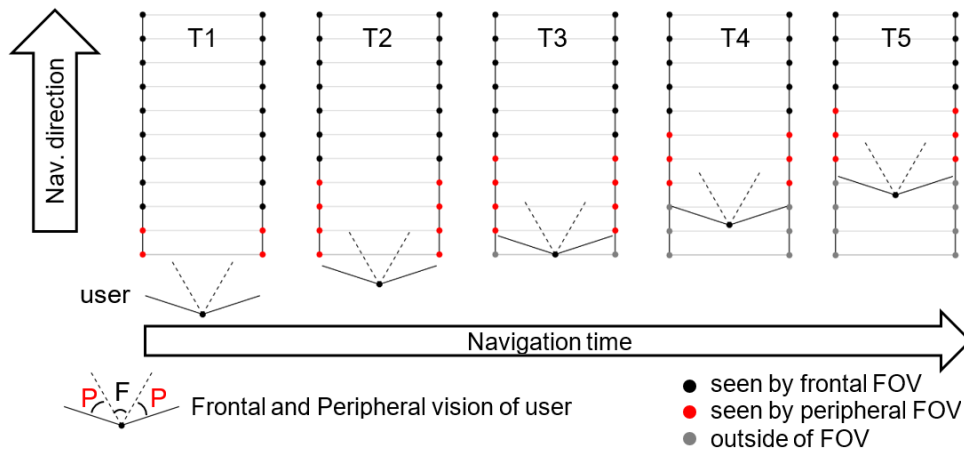 T1
T2
T3
T4
T5
Nav. direction
user
Navigation time
P
F
P
Frontal and Peripheral vision of user
seen by frontal FOV
seen by peripheral FOV
outside of FOV